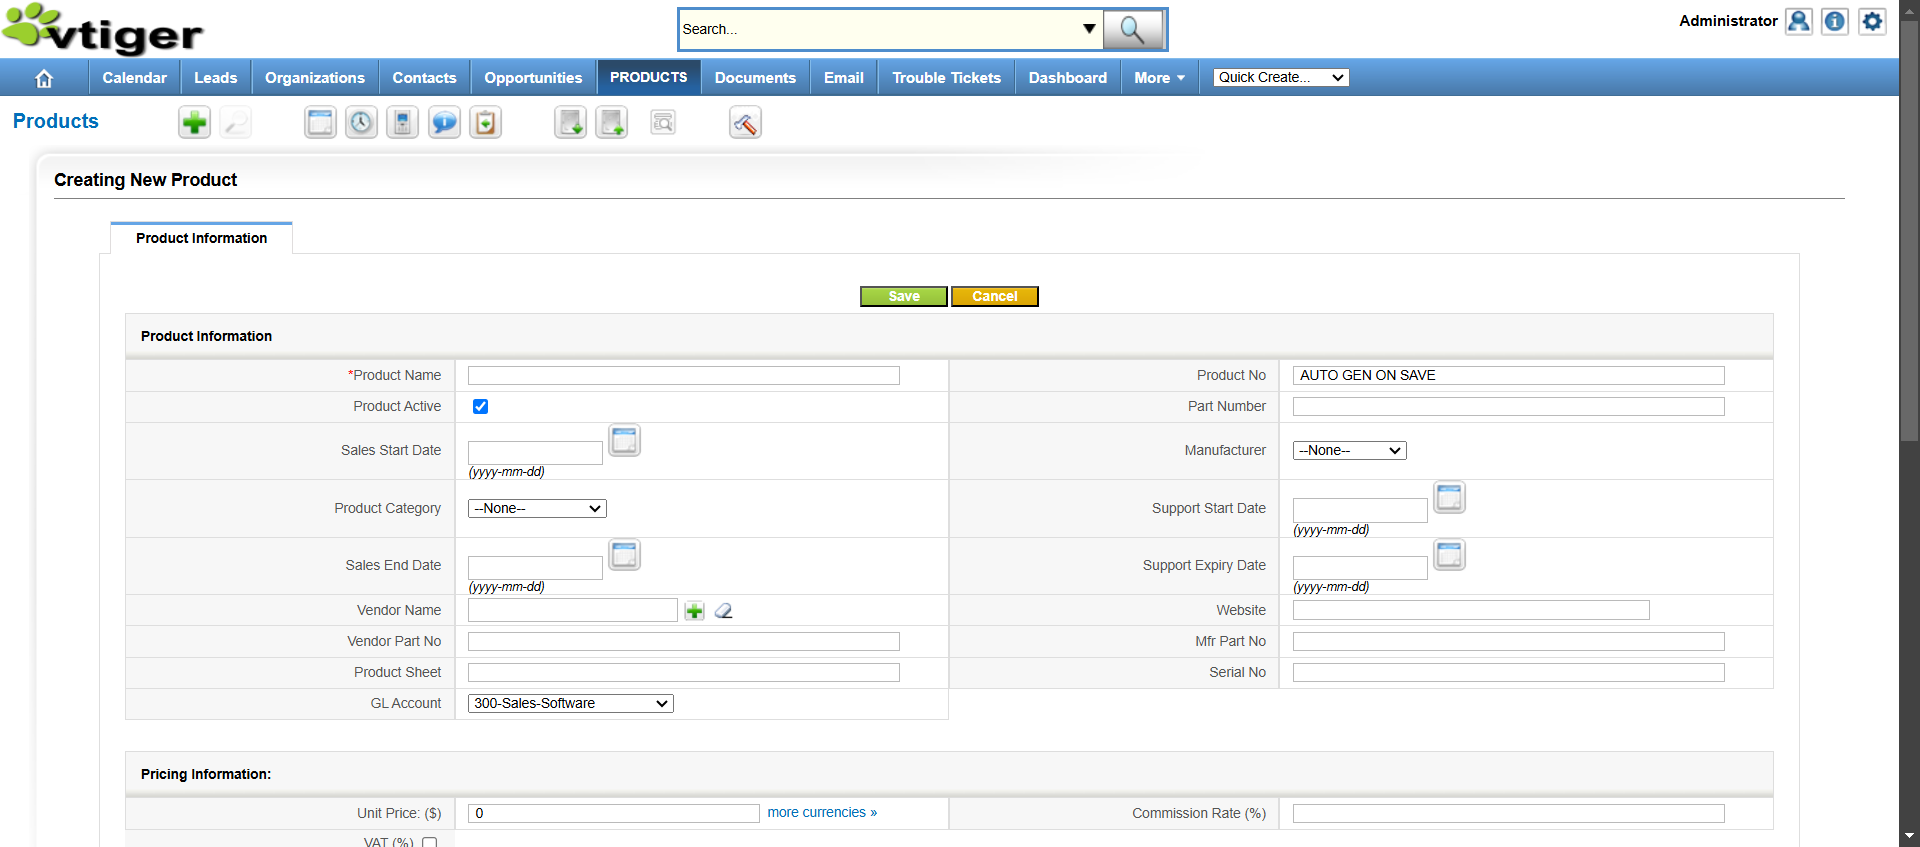 vtiger
Search...
Administrator
Calendar Leads Organizations Contacts Opportunities PRODUCTS Documents Email Trouble Tickets Dashboard More Quick Create...
Products
Creating New Product
Product Information
Save Cancel
Product Information
*Product Name Product No AUTO GEN ON SAVE
Product Active Part Number
Sales Start Date (yyyy-mm-dd) Manufacturer --None--
Product Category --None-- Support Start Date (yyyy-mm-dd)
Sales End Date (yyyy-mm-dd) Support Expiry Date (yyyy-mm-dd)
Vendor Name Website
Vendor Part No Mfr Part No
Product Sheet Serial No
GL Account 300-Sales-Software
Pricing Information:
Unit Price: ($) 0 more currencies » Commission Rate (%)
VAT (%)